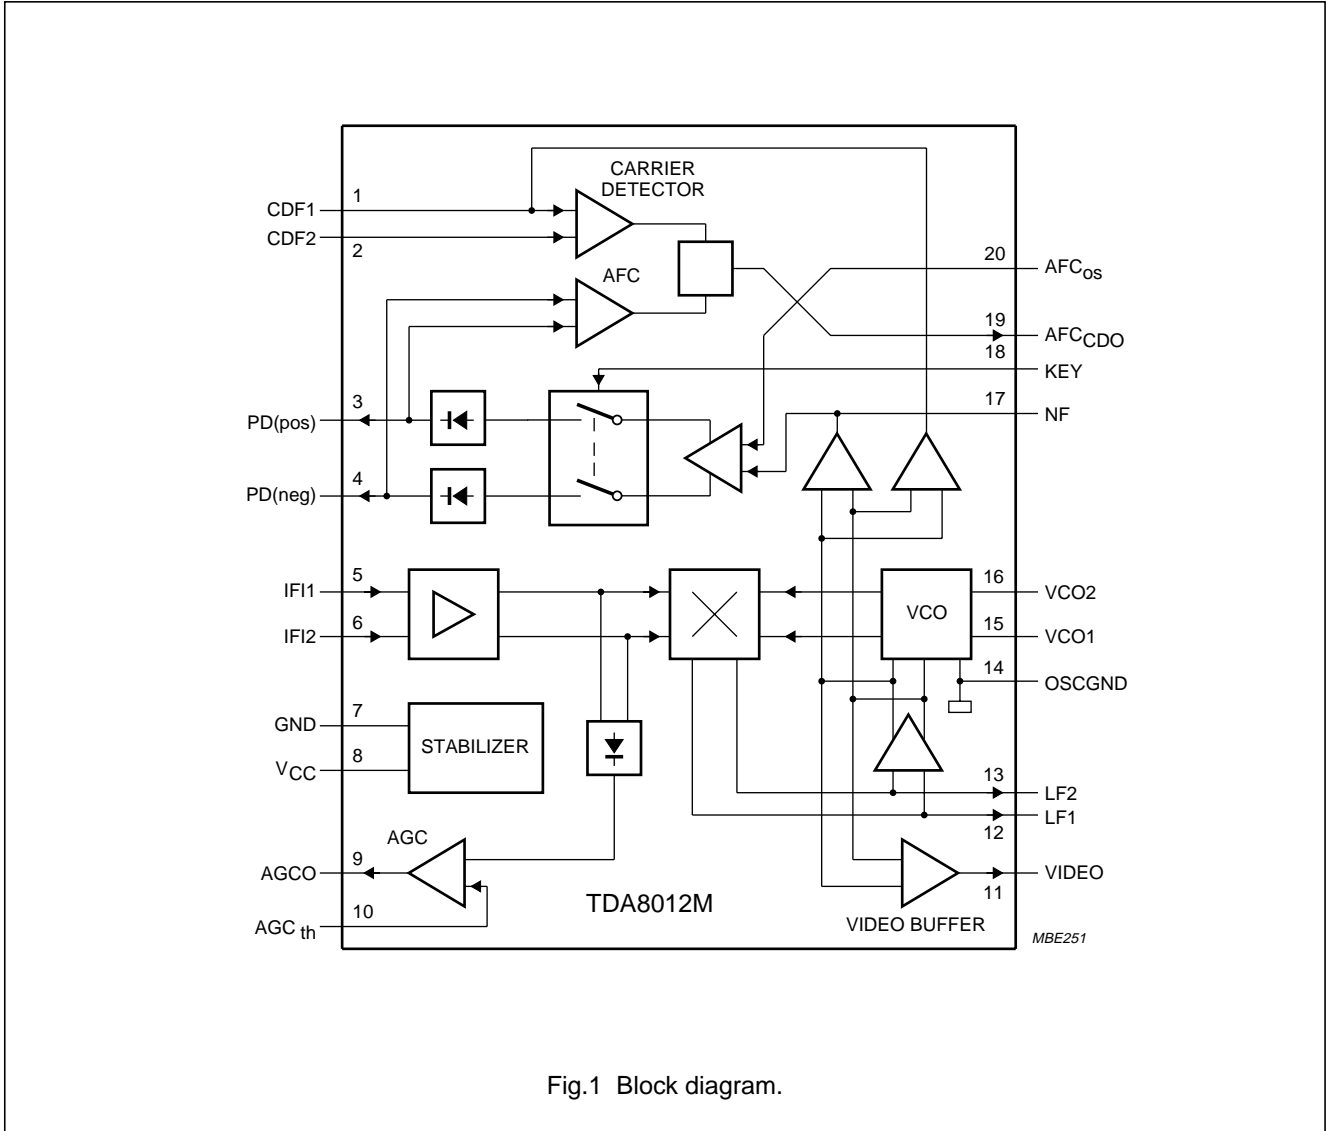 CARRIER
DETECTOR
1
CDF1
CDF2
2
20
AFCos
AFC
19
AFCCDO
18
KEY
3
17
NF
PD(pos)
4
PD(neg)
5
16
IFI1
VCO2
VCO
6
15
IFI2
VCO1
14
OSCGND
7
GND
STABILIZER
8
VCC
13
LF2
LF1
12
AGC
9
AGCO
VIDEO
11
10
TDA8012M
AGC th
VIDEO BUFFER
MBE251
Fig.1 Block diagram.